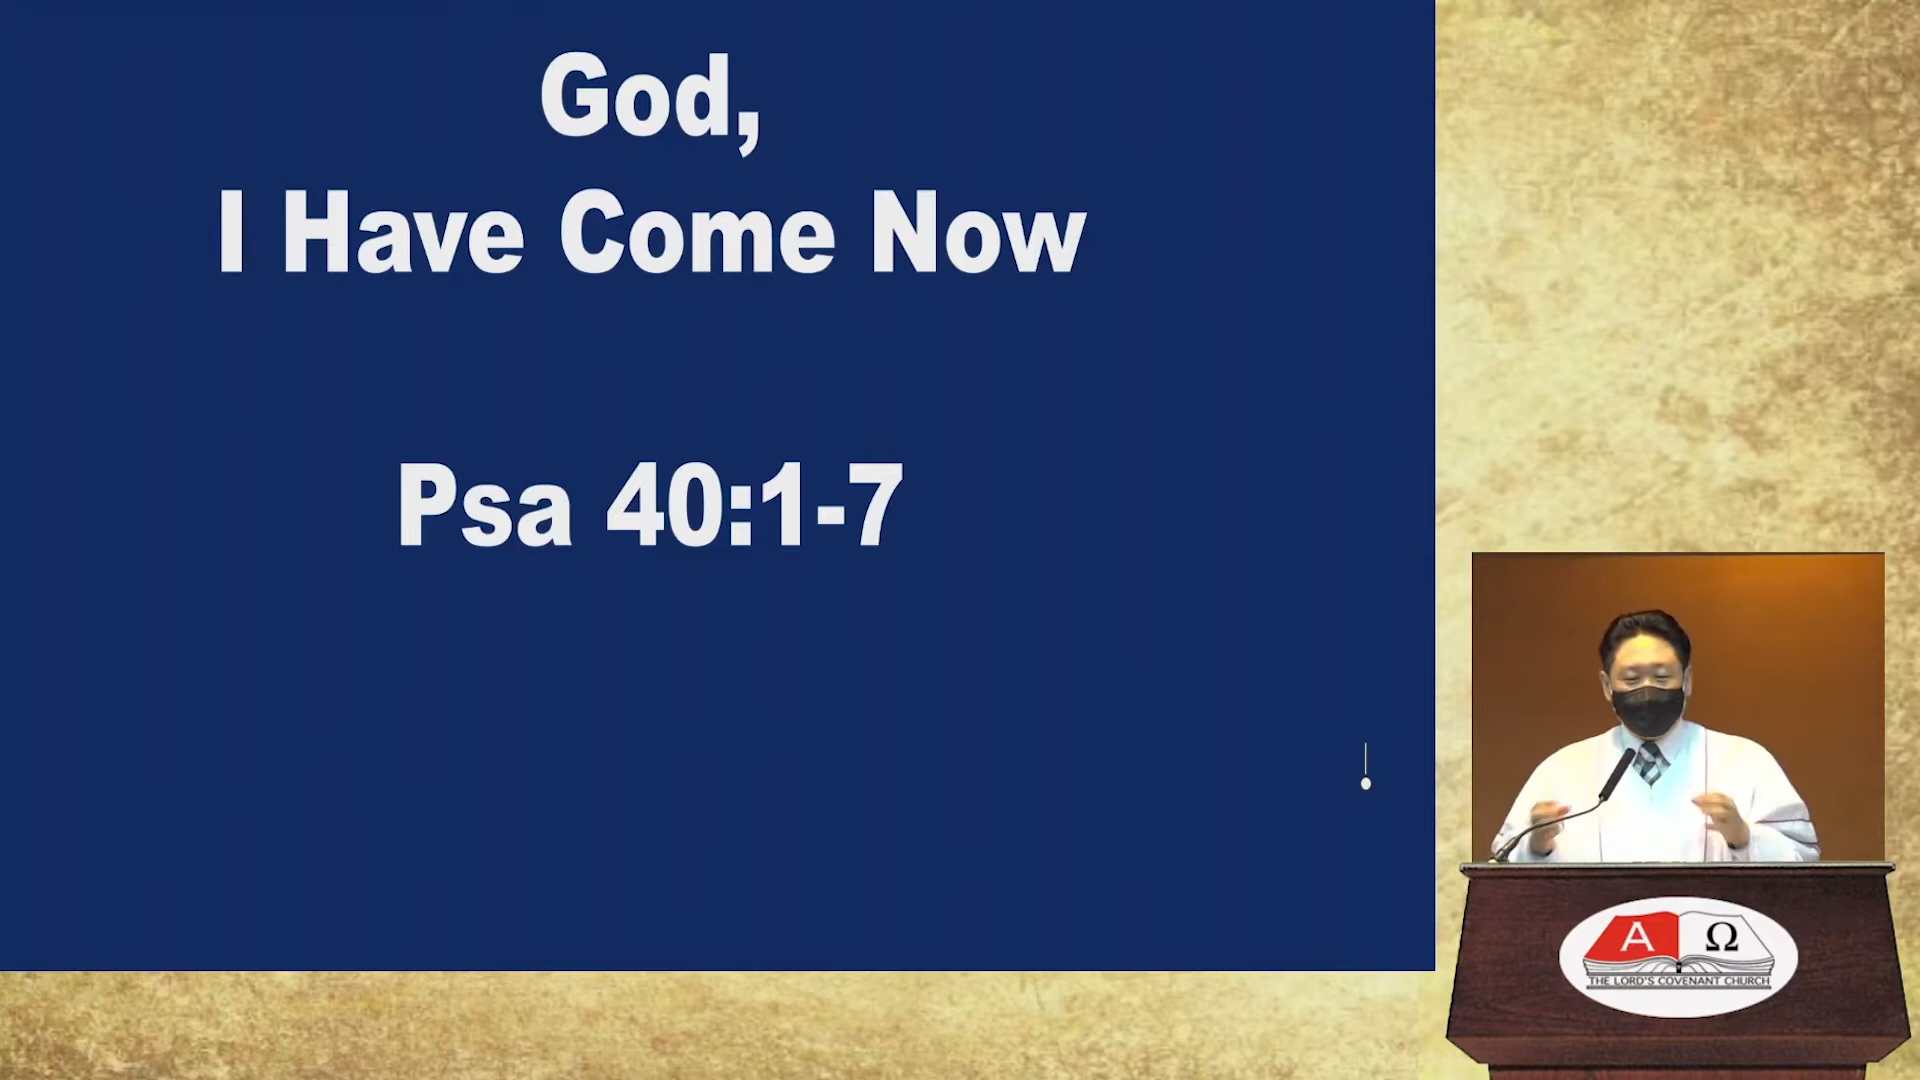 God,
I Have Come Now
Psa 40:1-7
A Ω
THE LORD'S COVENANT CHURCH